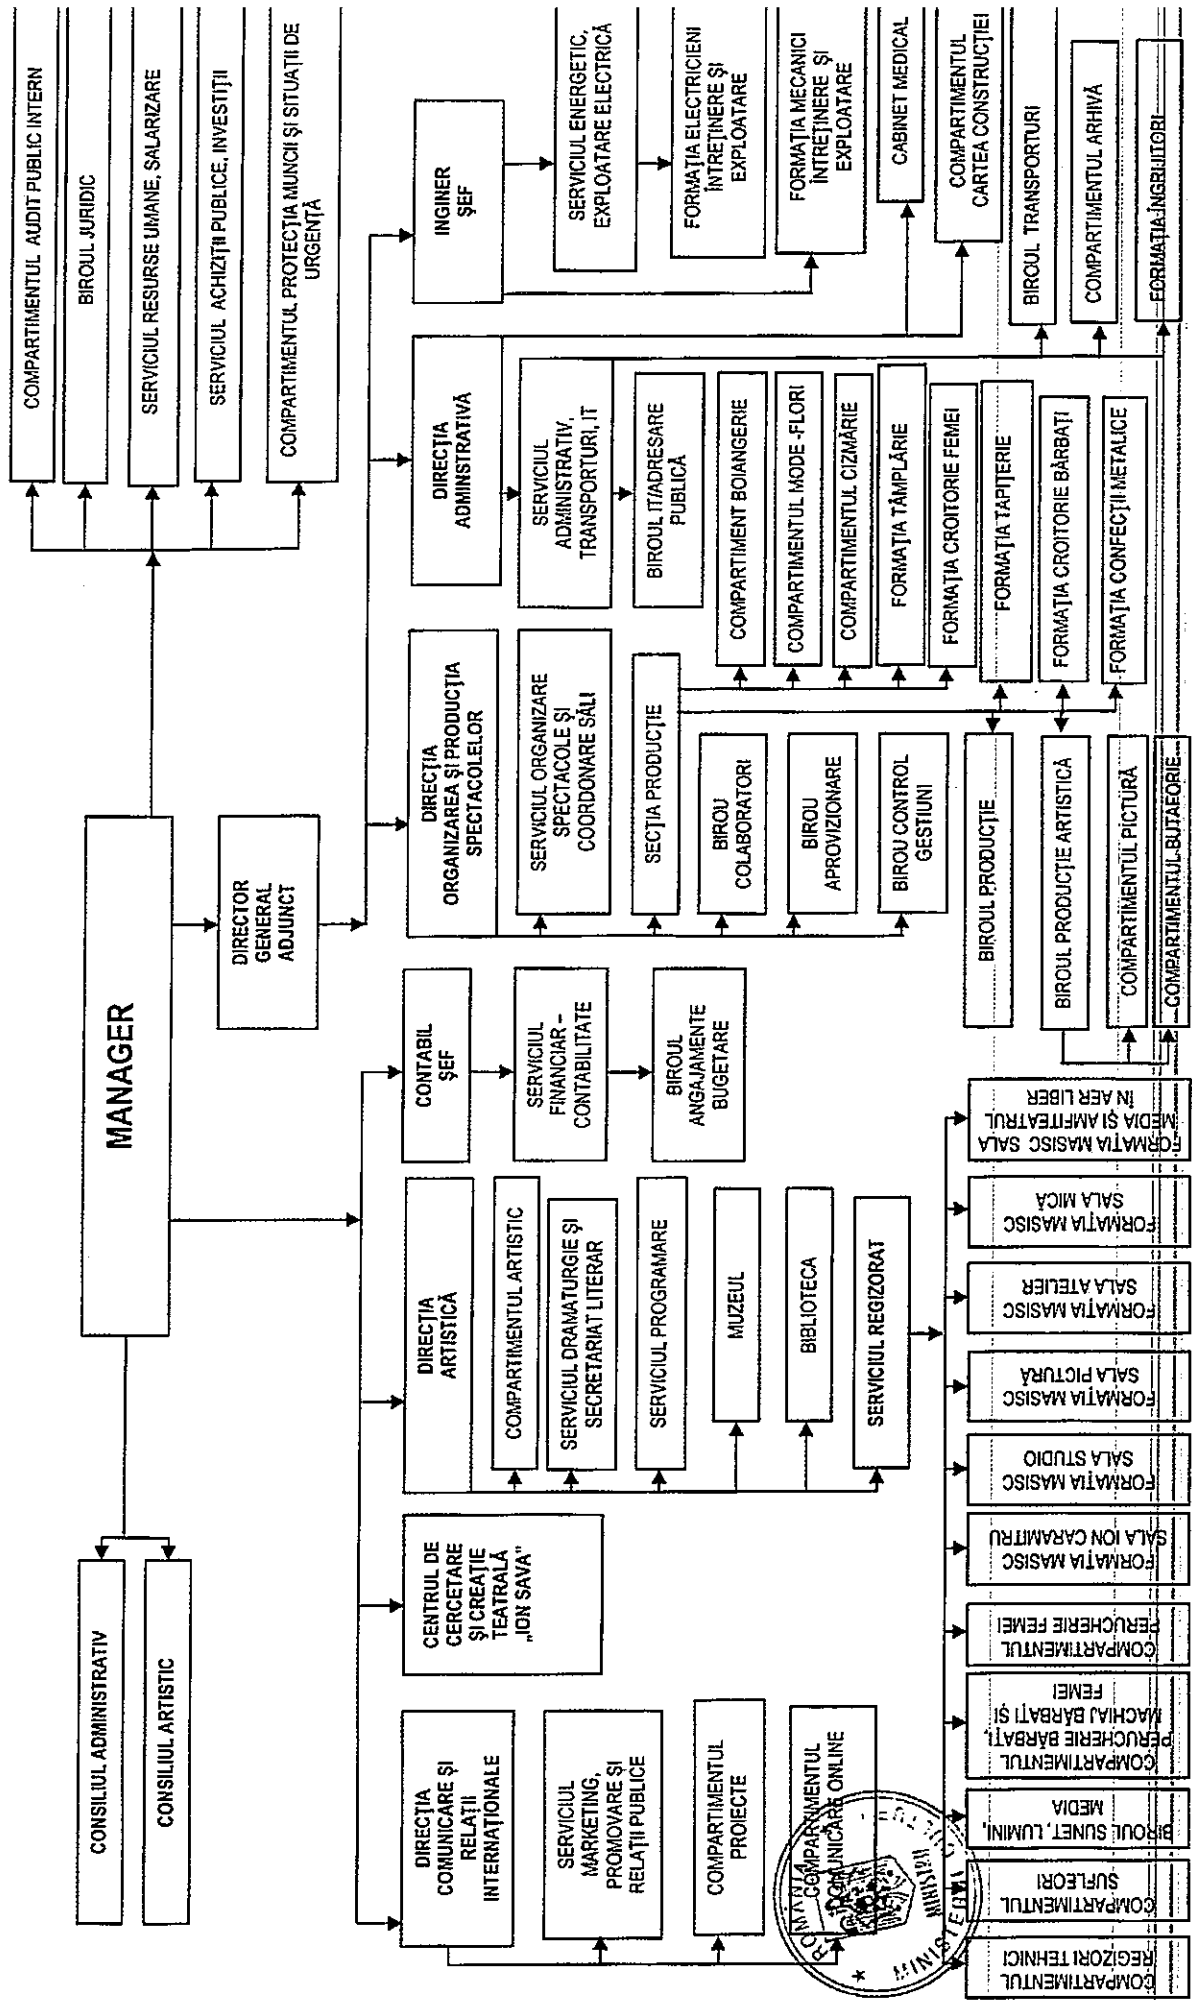 MANAGER
CONSILIUL ADMINISTRATIV
CONSILIUL ARTISTIC
DIRECTOR
GENERAL
ADJUNCT
COMPARTIMENTUL AUDIT PUBLIC INTERN
BIROUL JURIDIC
SERVICIUL RESURSE UMANE, SALARIZARE
SERVICIUL ACHIZIȚII PUBLICE, INVESTIȚII
COMPARTIMENTUL PROTECȚIA MUNCII ȘI SITUAȚII DE
URGENȚĂ
DIRECȚIA
COMUNICARE ȘI
RELAȚII
INTERNAȚIONALE
SERVICIUL
MARKETING,
PROMOVARE ȘI
RELAȚII PUBLICE
COMPARTIMENTUL
PROIECTE
COMPARTIMENTUL
COMUNICARE ONLINE
CENTRUL DE
CERCETARE
ȘI CREAȚIE
TEATRALĂ
„ION SAVA”
DIRECȚIA
ARTISTICĂ
COMPARTIMENTUL ARTISTIC
SERVICIUL DRAMATURGIE ȘI
SECRETARIAT LITERAR
SERVICIUL PROGRAMARE
MUZEUL
BIBLIOTECA
SERVICIUL REGIZORAT
COMPARTIMENTUL
REGIZORI TEHNICI
COMPARTIMENTUL
SUFLEORI
BIROUL SUNET, LUMINI,
MEDIA
COMPARTIMENTUL
PERUCHERIE BĂRBAȚI,
MACHIAJ BĂRBAȚI ȘI
FEMEI
COMPARTIMENTUL
PERUCHERIE FEMEI
FORMAȚIA MASISC
SALA ION CARAMITRU
FORMAȚIA MASISC
SALA STUDIO
FORMAȚIA MASISC
SALA PICTURĂ
FORMAȚIA MASISC
SALA ATELIER
FORMAȚIA MASISC
SALA MICĂ
FORMAȚIA MASISC SALA
MEDIA ȘI AMFITEATRUL
ÎN AER LIBER
CONTABIL
ȘEF
SERVICIUL
FINANCIAR –
CONTABILITATE
BIROUL
ANGAJAMENTE
BUGETARE
DIRECȚIA
ORGANIZAREA ȘI PRODUCȚIA
SPECTACOLELOR
SERVICIUL ORGANIZARE
SPECTACOLE ȘI
COORDONARE SĂLI
SECȚIA PRODUCȚIE
BIROU
COLABORATORI
BIROU
APROVIZIONARE
BIROU CONTROL
GESTIUNI
BIROUL PRODUCȚIE
BIROUL PRODUCȚIE ARTISTICĂ
COMPARTIMENTUL PICTURĂ
COMPARTIMENTUL BUTAFORIE
COMPARTIMENT BOIANGERIE
COMPARTIMENTUL MODE -FLORI
COMPARTIMENTUL CIZMĂRIE
FORMAȚIA TÂMPLĂRIE
FORMAȚIA CROITORIE FEMEI
FORMAȚIA TAPIȚERIE
FORMAȚIA CROITORIE BĂRBAȚI
FORMAȚIA CONFECȚII METALICE
DIRECȚIA
ADMINSTRATIVĂ
SERVICIUL
ADMINISTRATIV,
TRANSPORTURI, IT
BIROUL IT/ADRESARE
PUBLICĂ
INGINER
ȘEF
SERVICIUL ENERGETIC,
EXPLOATARE ELECTRICĂ
FORMAȚIA ELECTRICIENI
ÎNTREȚINERE ȘI
EXPLOATARE
FORMAȚIA MECANICI
ÎNTREȚINERE ȘI
EXPLOATARE
CABINET MEDICAL
COMPARTIMENTUL
CARTEA CONSTRUCȚIEI
BIROUL TRANSPORTURI
COMPARTIMENTUL ARHIVĂ
FORMAȚIA ÎNGRIJITORI
ROMÂNIA